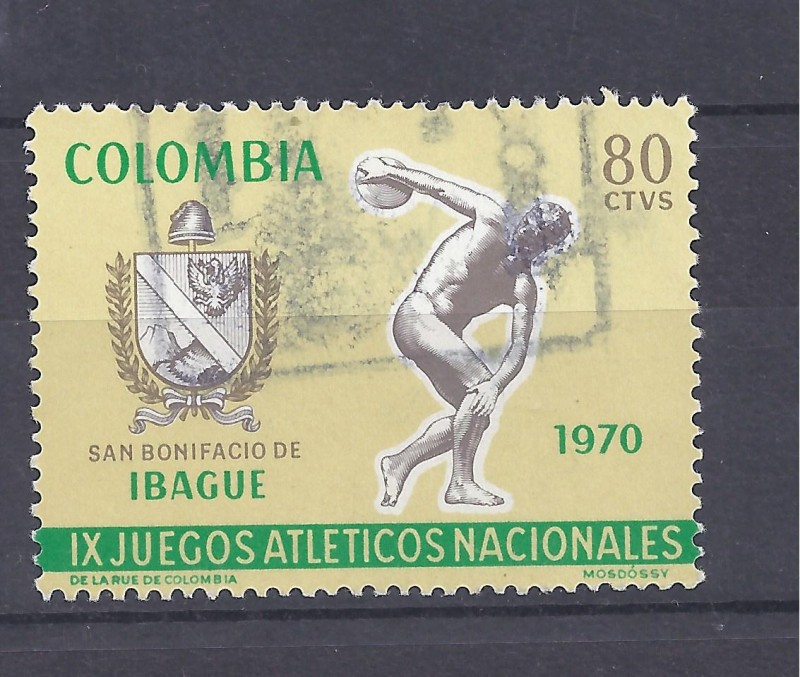 COLOMBIA
80
CTVS
SAN BONIFACIO DE
IBAGUE
1970
IX JUEGOS ATLETICOS NACIONALES
DE LA RUE DE COLOMBIA
MOSDÓSSY